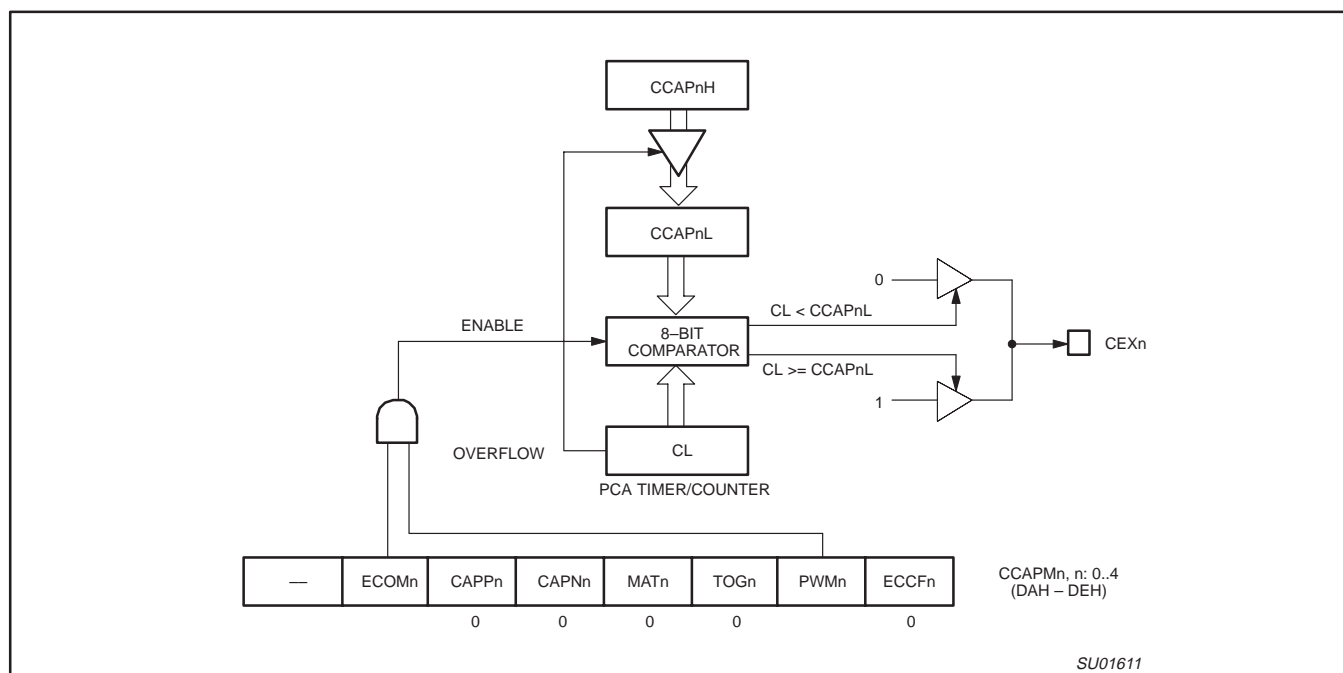 CCAPnH
CCAPnL
0
CL < CCAPnL
ENABLE
8–BIT
COMPARATOR
CEXn
CL >= CCAPnL
1
OVERFLOW
CL
PCA TIMER/COUNTER
–– ECOMn CAPPn CAPNn MATn TOGn PWMn ECCFn
CCAPMn, n: 0..4
(DAH – DEH)
0 0 0 0 0
SU01611